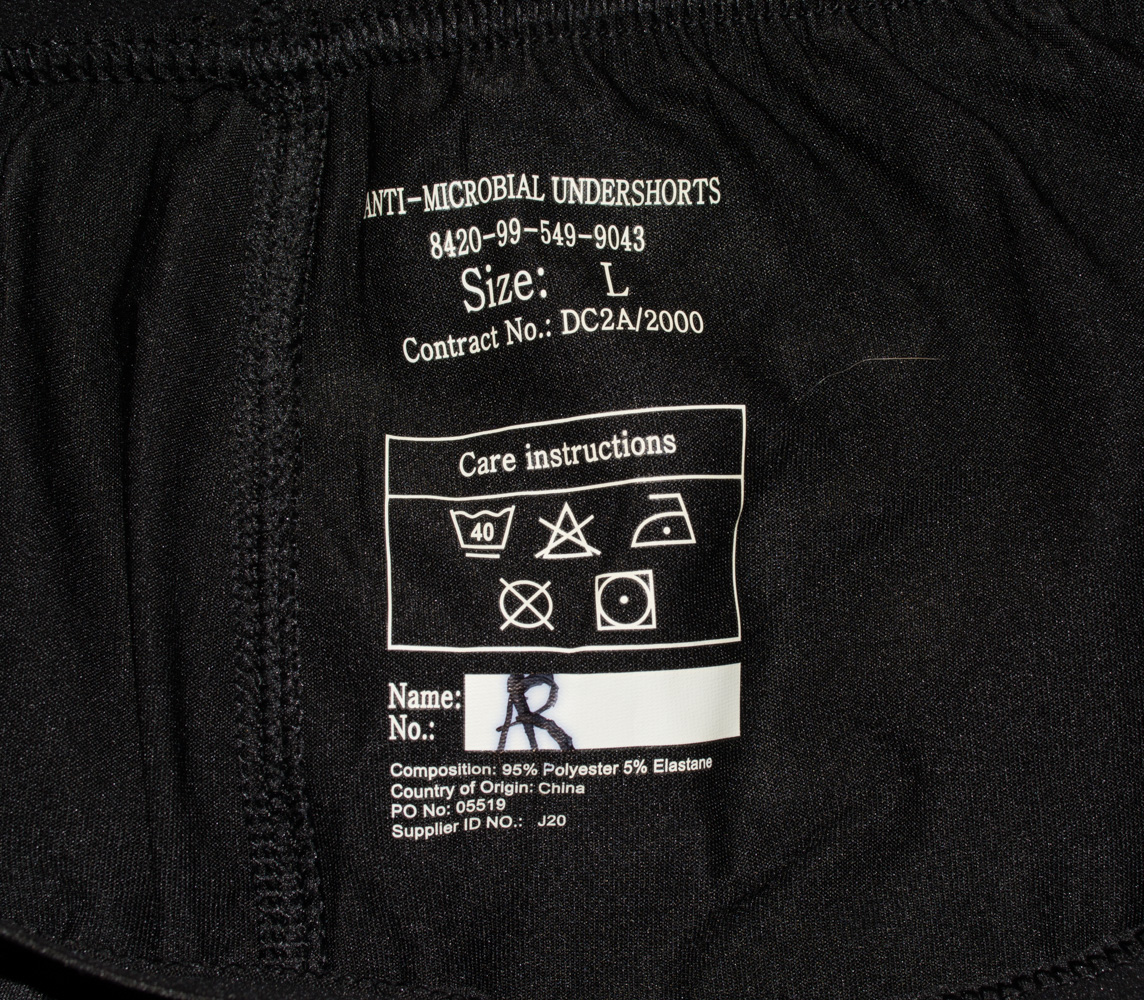 ANTI-MICROBIAL UNDERSHORTS
8420-99-549-9043
Size: L
Contract No.: DC2A/2000
Care instructions
40
Name: AR
No.:
Composition: 95% Polyester 5% Elastane
Country of Origin: China
PO No: 05519
Supplier ID NO.: J20